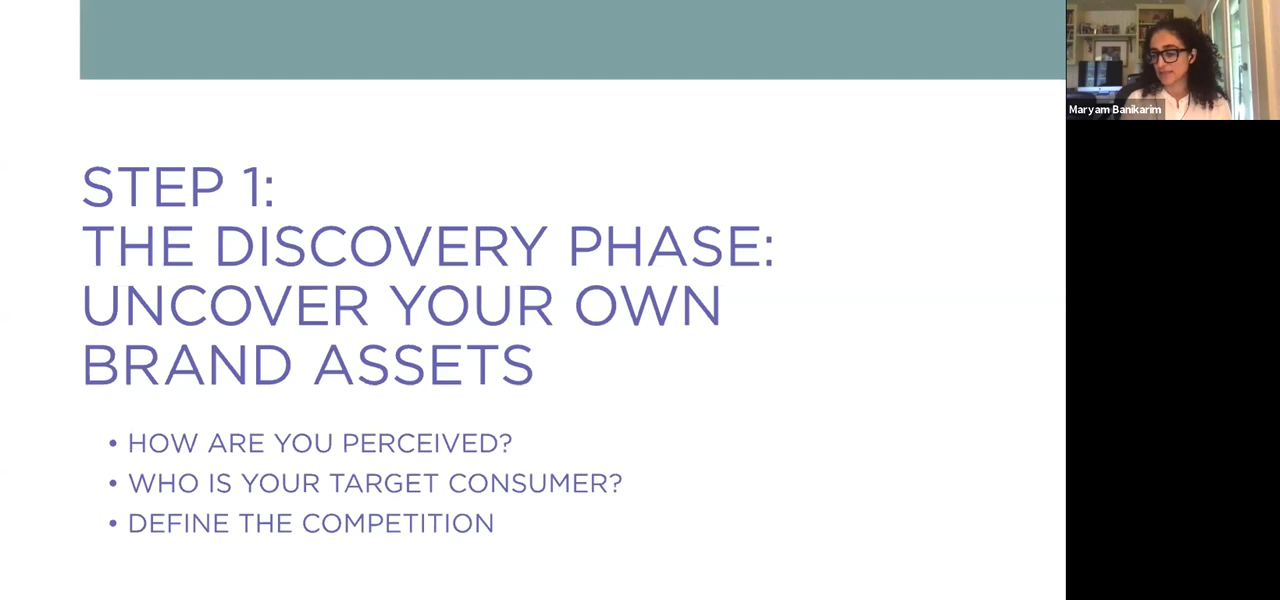 STEP 1:
THE DISCOVERY PHASE:
UNCOVER YOUR OWN
BRAND ASSETS
• HOW ARE YOU PERCEIVED?
• WHO IS YOUR TARGET CONSUMER?
• DEFINE THE COMPETITION
Maryam Banikarim